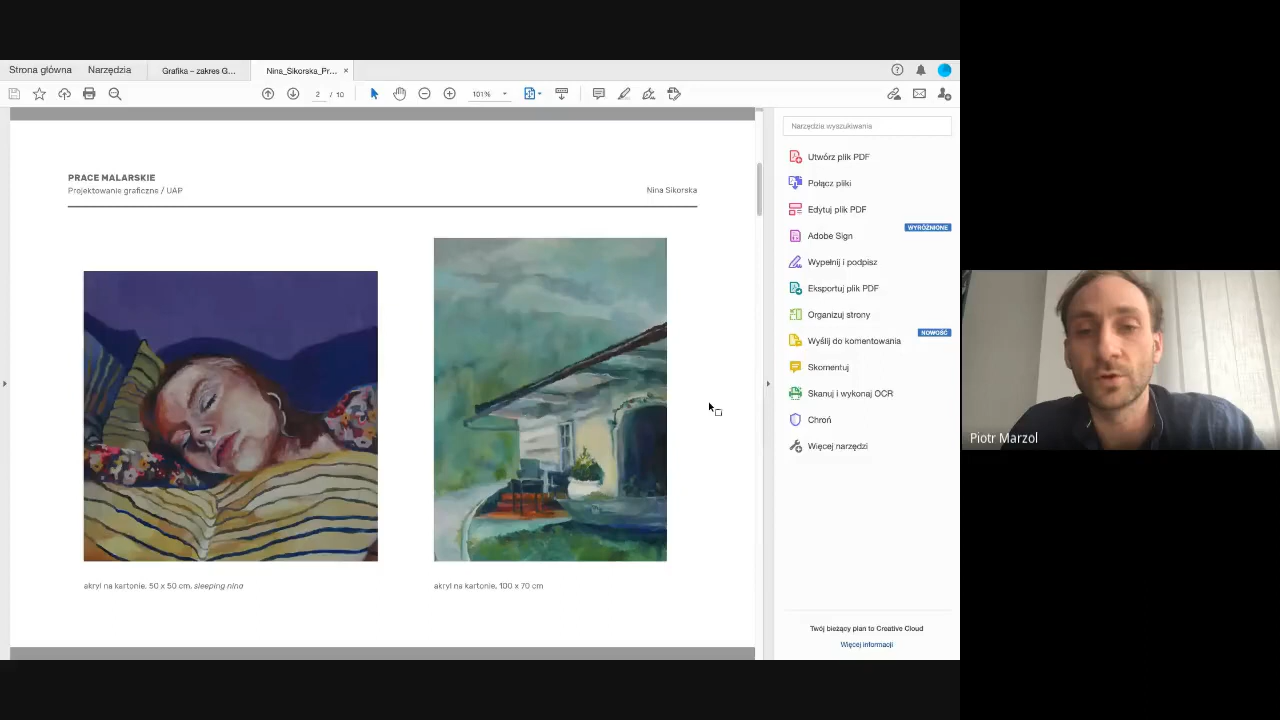 Strona główna
Narzędzia
Grafika – zakres G...
Nina_Sikorska_Pr...
×
2 / 10
101%
PRACE MALARSKIE
Projektowanie graficzne / UAP
Nina Sikorska
akryl na kartonie, 50 x 50 cm, sleeping nina
akryl na kartonie, 100 x 70 cm
Narzędzia wyszukiwania
Utwórz plik PDF
Połącz pliki
Edytuj plik PDF
WYRÓŻNIONE
Adobe Sign
Wypełnij i podpisz
Eksportuj plik PDF
Organizuj strony
NOWOŚĆ
Wyślij do komentowania
Skomentuj
Skanuj i wykonaj OCR
Chroń
Więcej narzędzi
Twój bieżący plan to Creative Cloud
Więcej informacji
Piotr Marzol